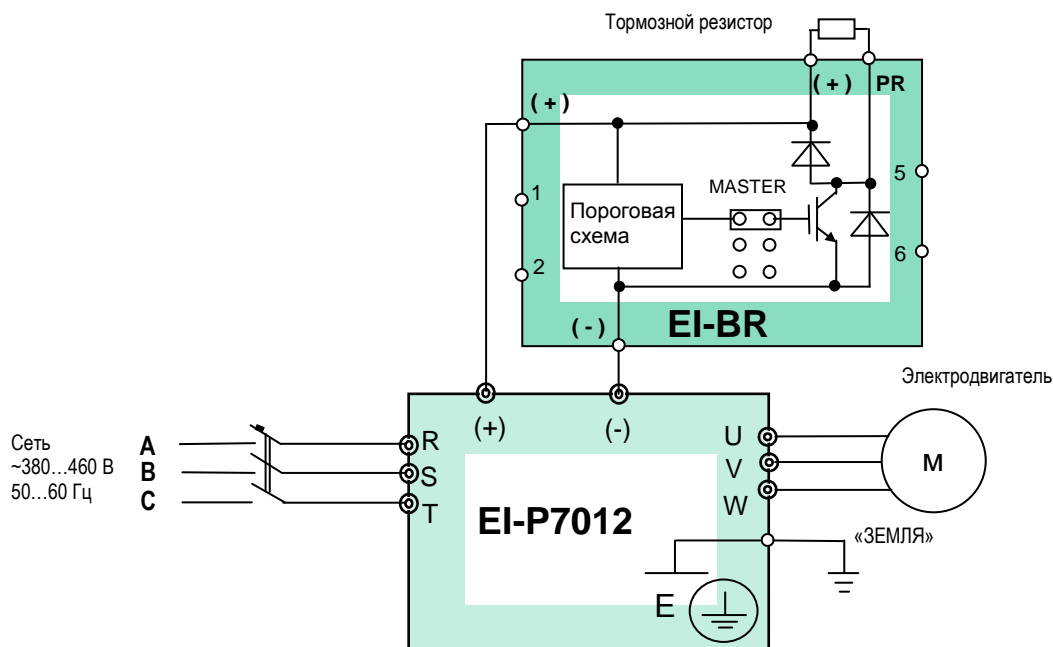 Тормозной резистор
(+) PR
(+)
5
MASTER
1
Пороговая
схема
6
2
(-)
EI-BR
Электродвигатель
(+) (-)
Сеть
~380…460 В
50…60 Гц
A
B
C
R
S
T
U
V
W
M
EI-P7012
«ЗЕМЛЯ»
E